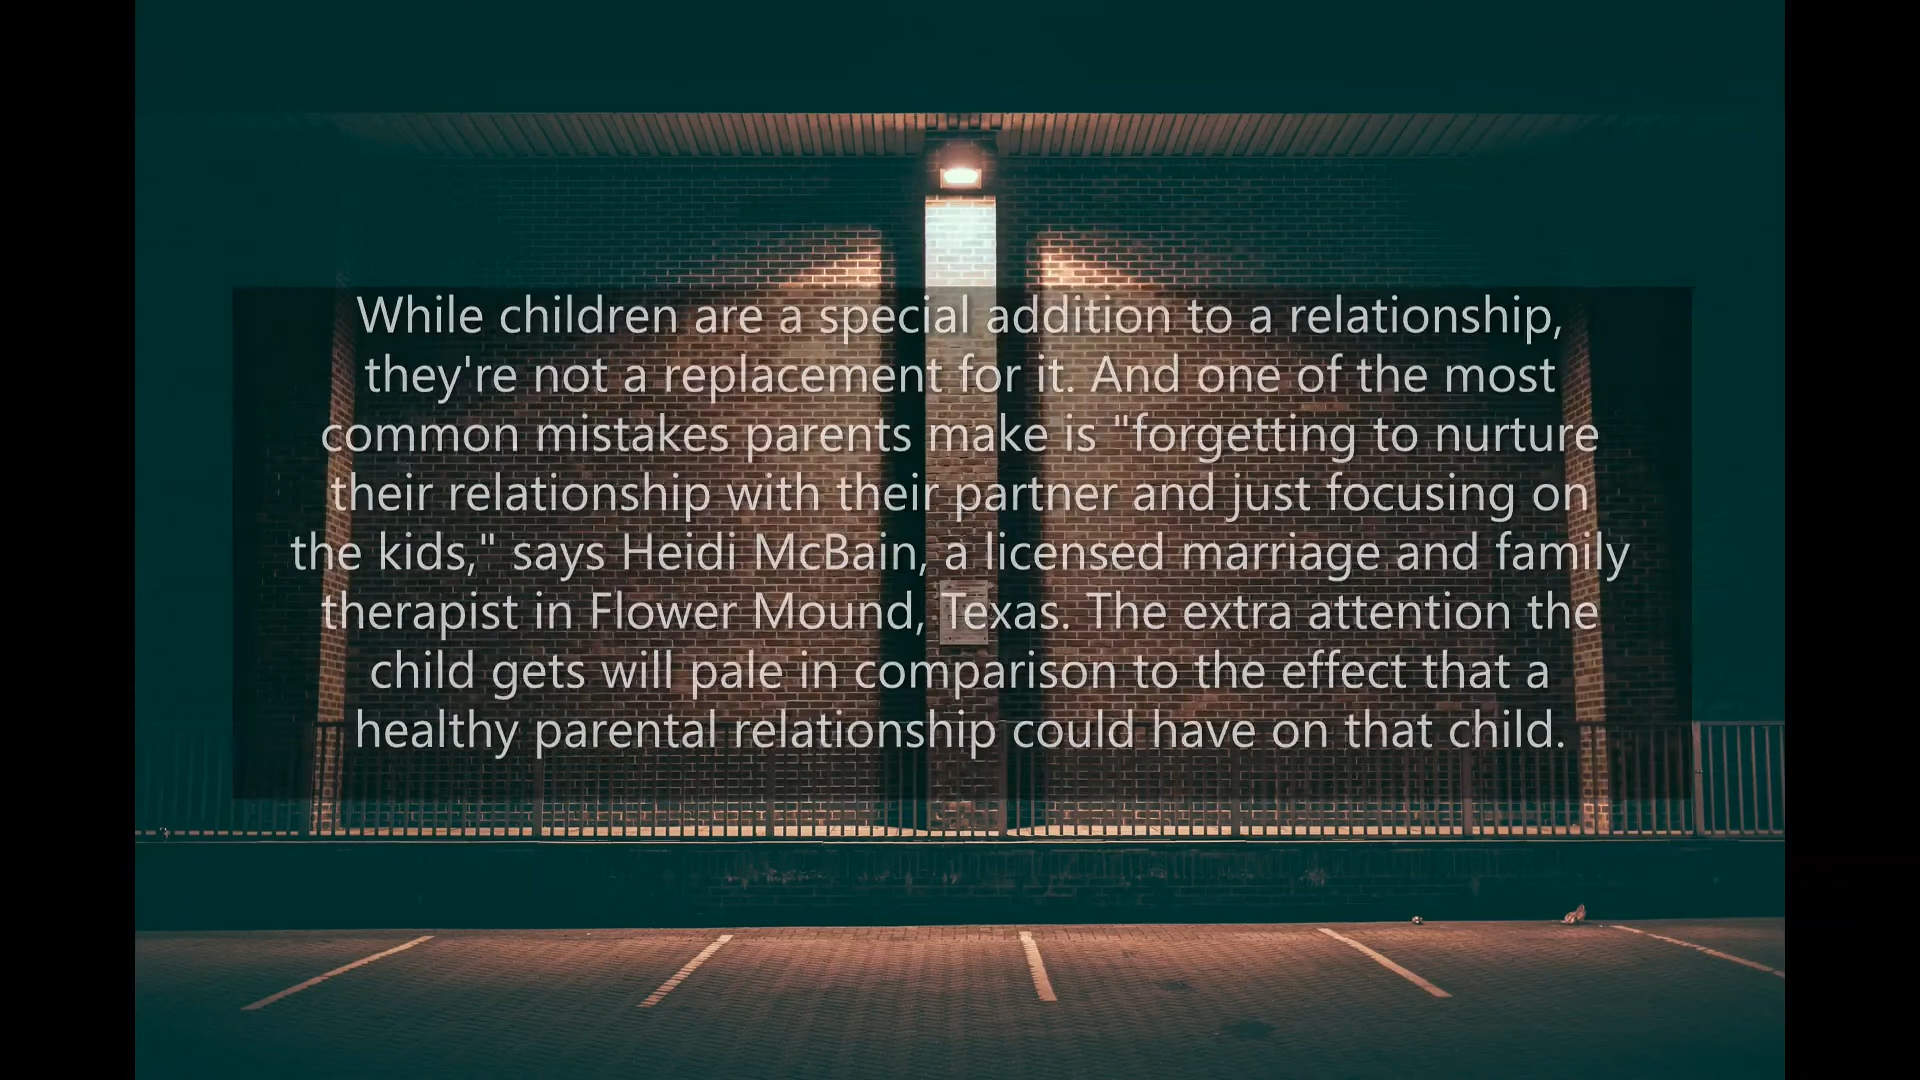 While children are a special addition to a relationship,
they're not a replacement for it. And one of the most
common mistakes parents make is "forgetting to nurture
their relationship with their partner and just focusing on
the kids," says Heidi McBain, a licensed marriage and family
therapist in Flower Mound, Texas. The extra attention the
child gets will pale in comparison to the effect that a
healthy parental relationship could have on that child.